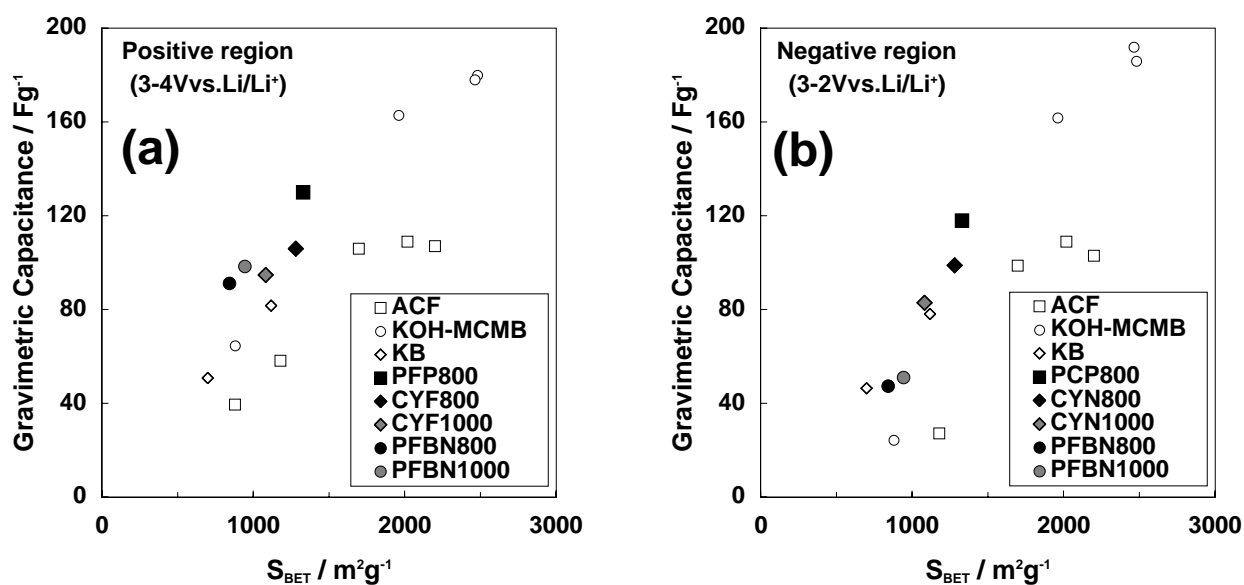 Gravimetric Capacitance / Fg⁻¹
200
160
120
80
40
0
Positive region
(3-4Vvs.Li/Li⁺)
(a)
ACF
KOH-MCMB
KB
PFP800
CYF800
CYF1000
PFBN800
PFBN1000
0 1000 2000 3000
S_BET / m²g⁻¹
Gravimetric Capacitance / Fg⁻¹
200
160
120
80
40
0
Negative region
(3-2Vvs.Li/Li⁺)
(b)
ACF
KOH-MCMB
KB
PCP800
CYN800
CYN1000
PFBN800
PFBN1000
0 1000 2000 3000
S_BET / m²g⁻¹